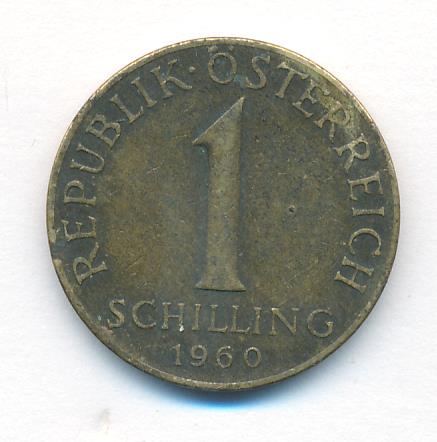 REPUBLIK · ÖSTERREICH
1
SCHILLING
1960